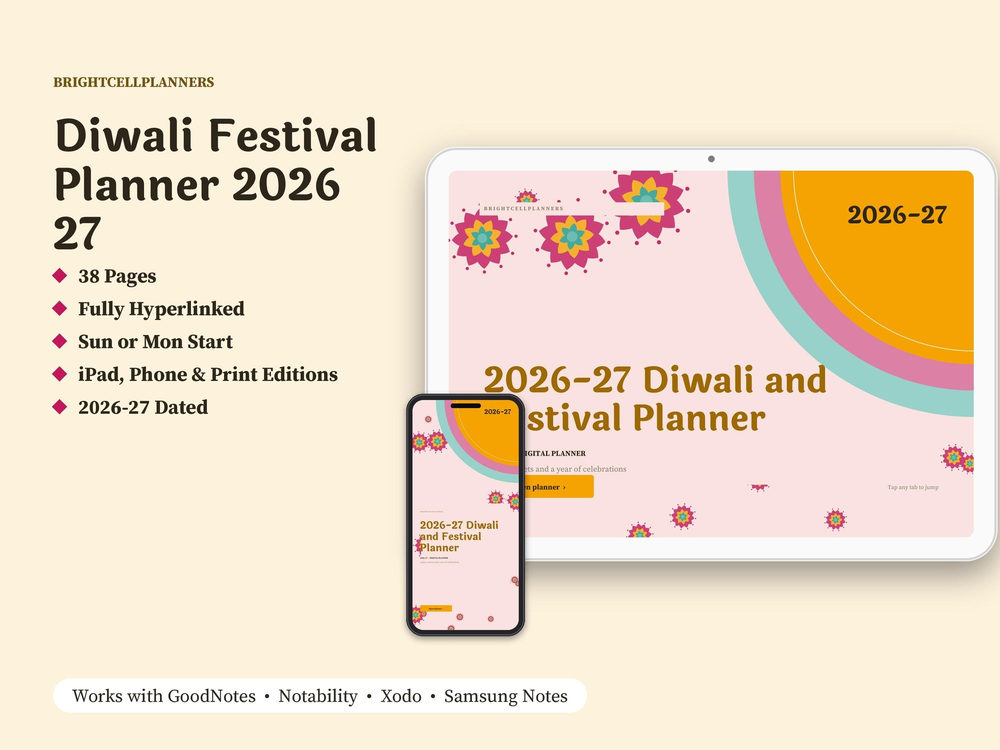 BRIGHTCELLPLANNERS
Diwali Festival
Planner 2026
27
38 Pages
Fully Hyperlinked
Sun or Mon Start
iPad, Phone & Print Editions
2026-27 Dated
BRIGHTCELLPLANNERS
2026-27
2026-27 Diwali and
stival Planner
IGITAL PLANNER
and a year of celebrations
planner ›
Tap any tab to jump
2026-27
2026-27 Diwali
and Festival
Planner
Works with GoodNotes • Notability • Xodo • Samsung Notes